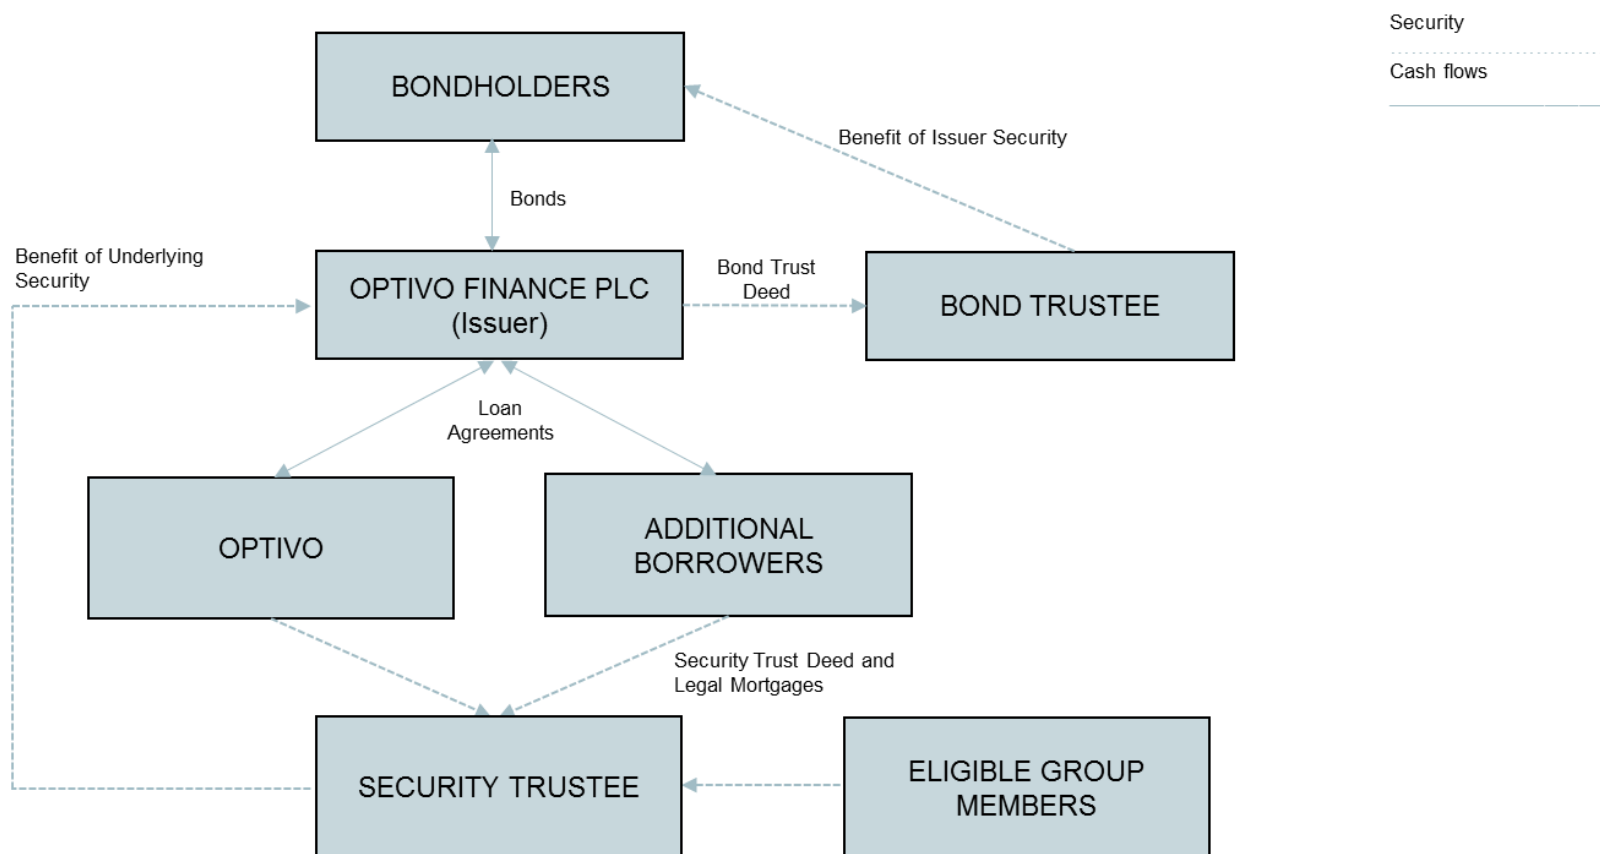 Security
Cash flows
BONDHOLDERS
Benefit of Issuer Security
Bonds
Benefit of Underlying
Security
OPTIVO FINANCE PLC
(Issuer)
Bond Trust
Deed
BOND TRUSTEE
Loan
Agreements
OPTIVO
ADDITIONAL
BORROWERS
Security Trust Deed and
Legal Mortgages
SECURITY TRUSTEE
ELIGIBLE GROUP
MEMBERS